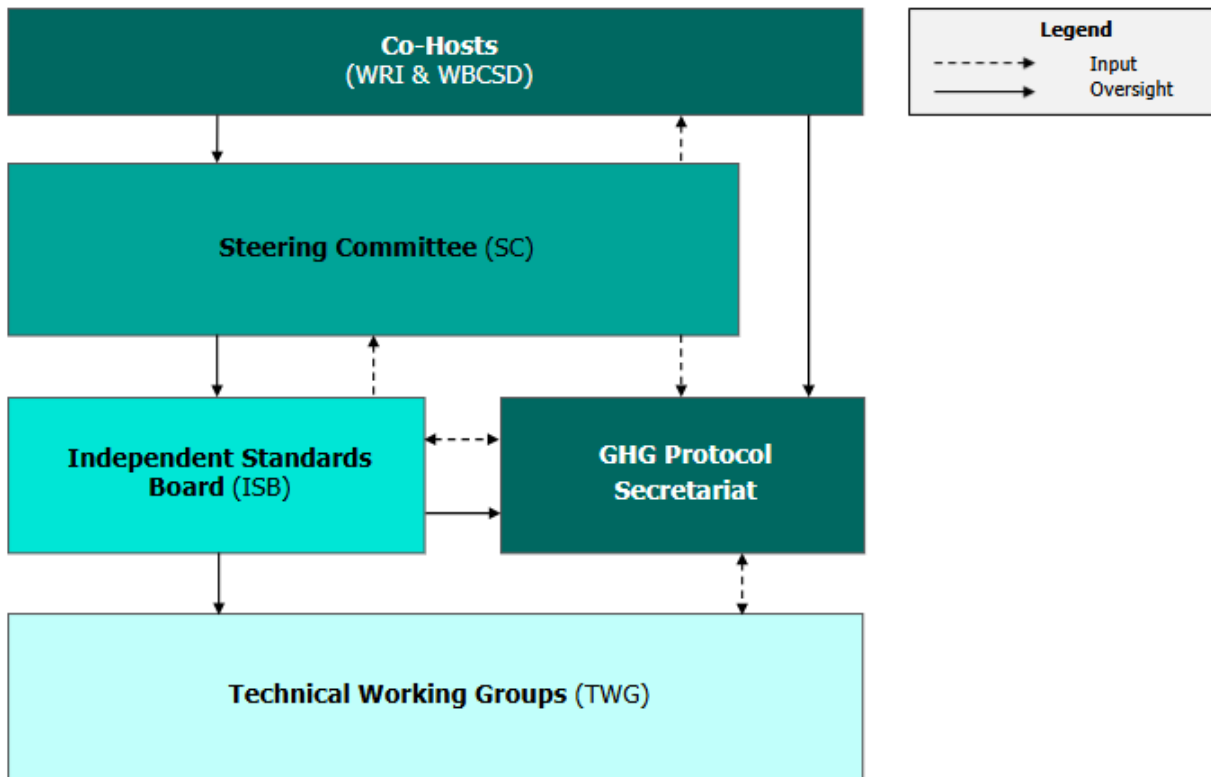 Co-Hosts
(WRI & WBCSD)
Legend
Input
Oversight
Steering Committee (SC)
Independent Standards
Board (ISB)
GHG Protocol
Secretariat
Technical Working Groups (TWG)